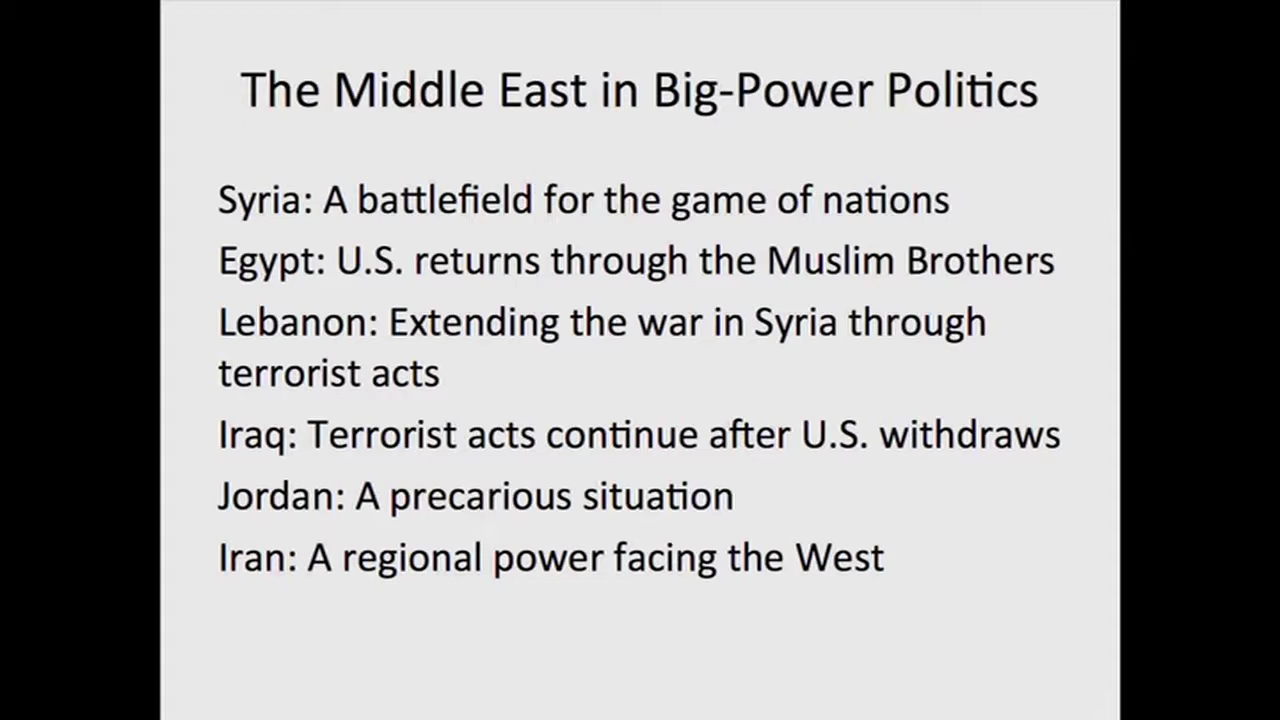 The Middle East in Big-Power Politics
Syria: A battlefield for the game of nations
Egypt: U.S. returns through the Muslim Brothers
Lebanon: Extending the war in Syria through
terrorist acts
Iraq: Terrorist acts continue after U.S. withdraws
Jordan: A precarious situation
Iran: A regional power facing the West